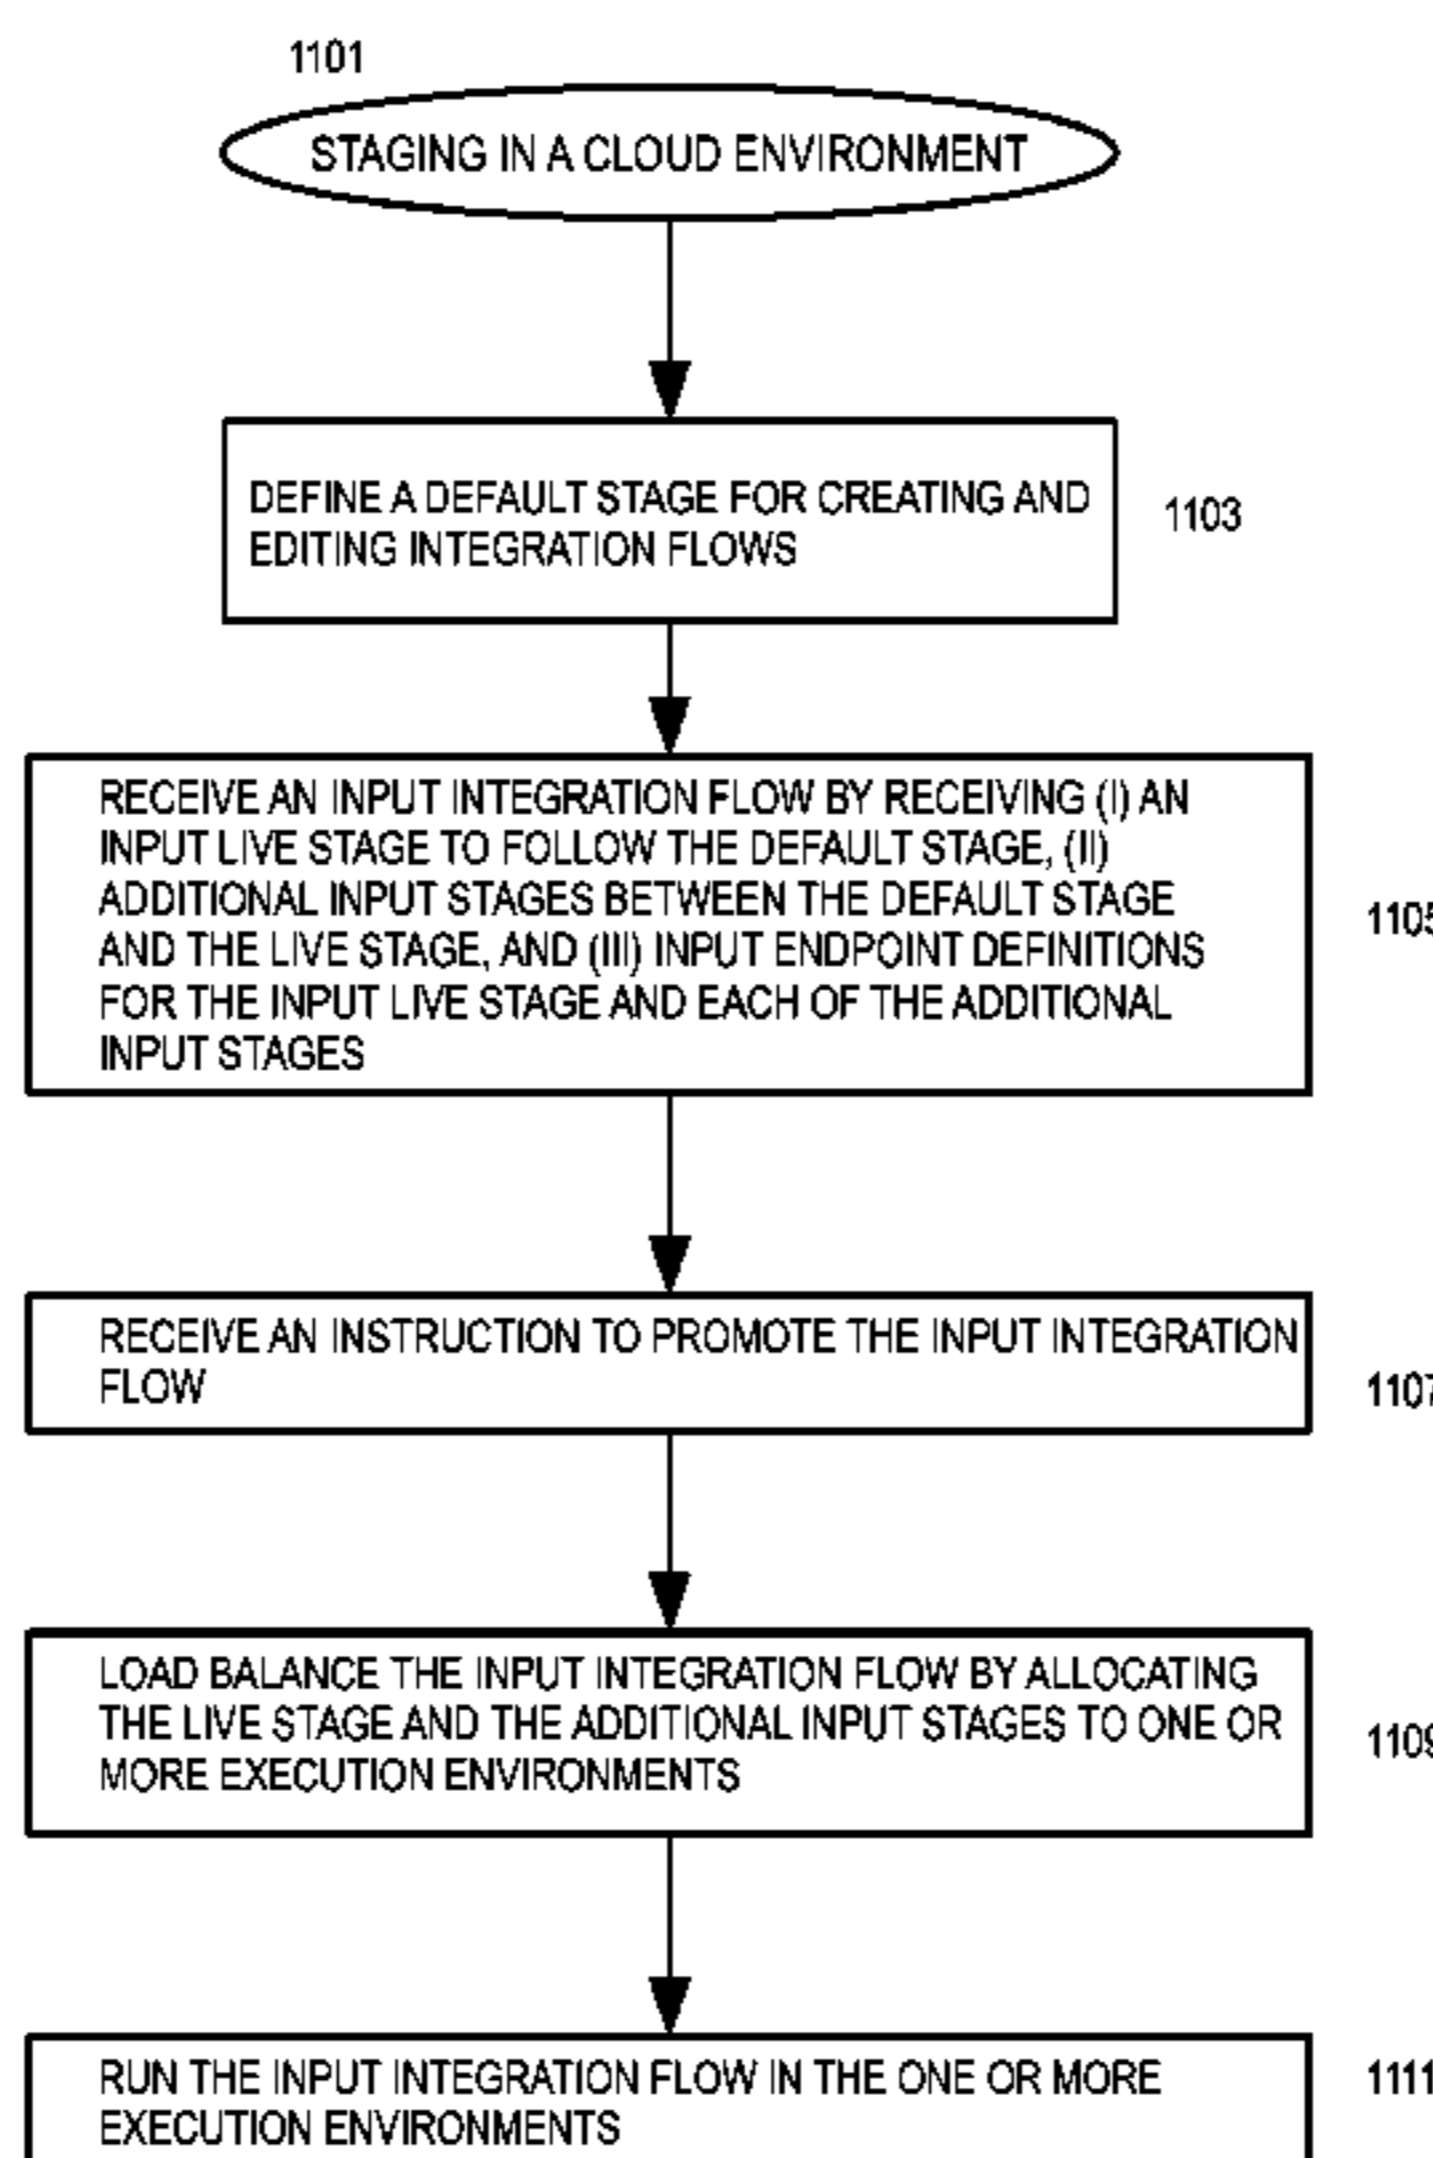 1101
STAGING IN A CLOUD ENVIRONMENT
DEFINE A DEFAULT STAGE FOR CREATING AND
EDITING INTEGRATION FLOWS
1103
RECEIVE AN INPUT INTEGRATION FLOW BY RECEIVING (I) AN
INPUT LIVE STAGE TO FOLLOW THE DEFAULT STAGE, (II)
ADDITIONAL INPUT STAGES BETWEEN THE DEFAULT STAGE
AND THE LIVE STAGE, AND (III) INPUT ENDPOINT DEFINITIONS
FOR THE INPUT LIVE STAGE AND EACH OF THE ADDITIONAL
INPUT STAGES
1105
RECEIVE AN INSTRUCTION TO PROMOTE THE INPUT INTEGRATION
FLOW
1107
LOAD BALANCE THE INPUT INTEGRATION FLOW BY ALLOCATING
THE LIVE STAGE AND THE ADDITIONAL INPUT STAGES TO ONE OR
MORE EXECUTION ENVIRONMENTS
1109
RUN THE INPUT INTEGRATION FLOW IN THE ONE OR MORE
EXECUTION ENVIRONMENTS
1111